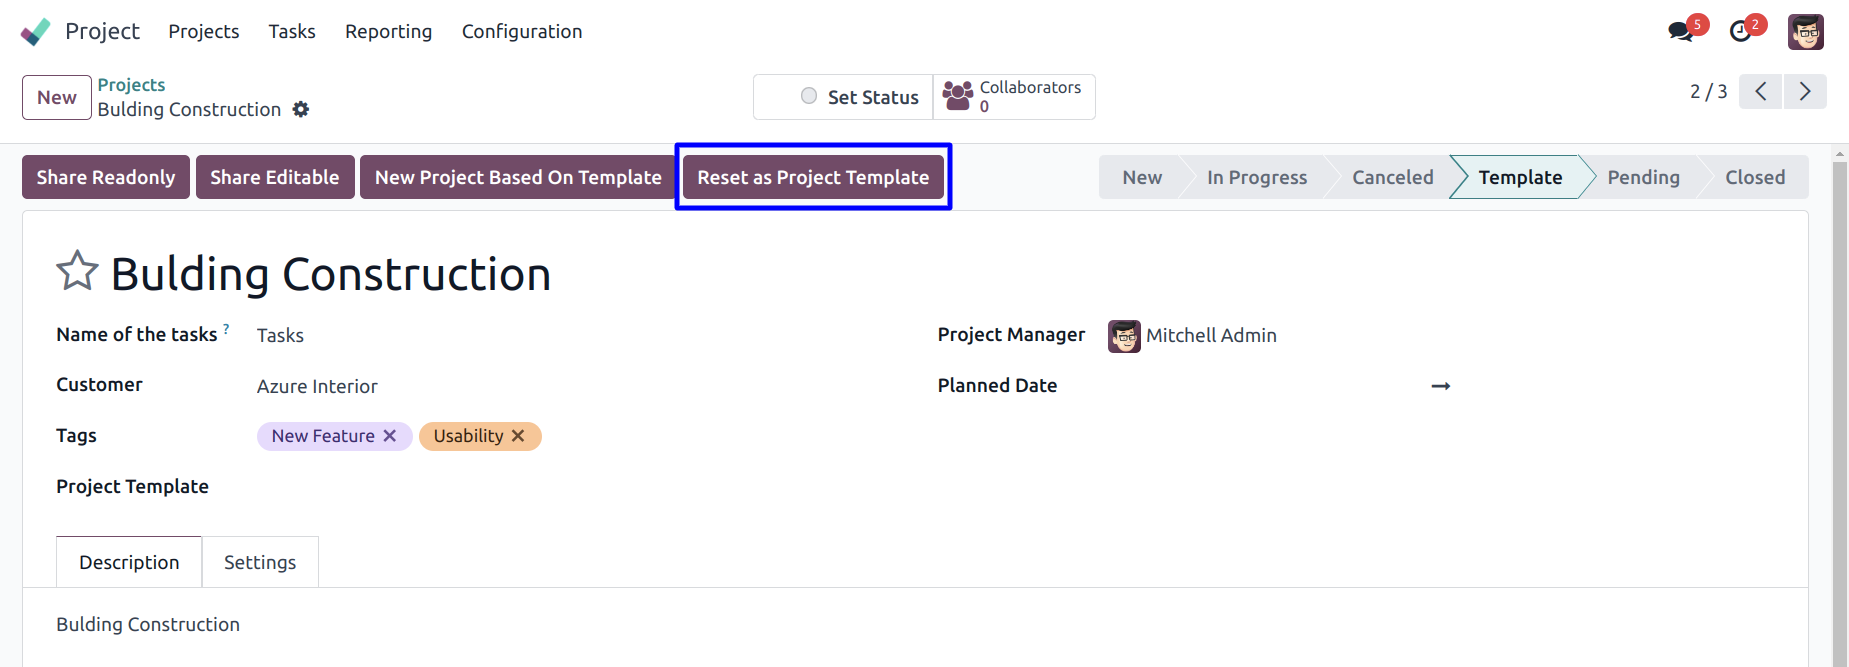 Project Projects Tasks Reporting Configuration 5 2
New Projects Set Status Collaborators 2 / 3
Bulding Construction 0
Share Readonly Share Editable New Project Based On Template Reset as Project Template New In Progress Canceled Template Pending Closed
Bulding Construction
Name of the tasks ? Tasks Project Manager Mitchell Admin
Customer Azure Interior Planned Date
Tags New Feature Usability
Project Template
Description Settings
Bulding Construction